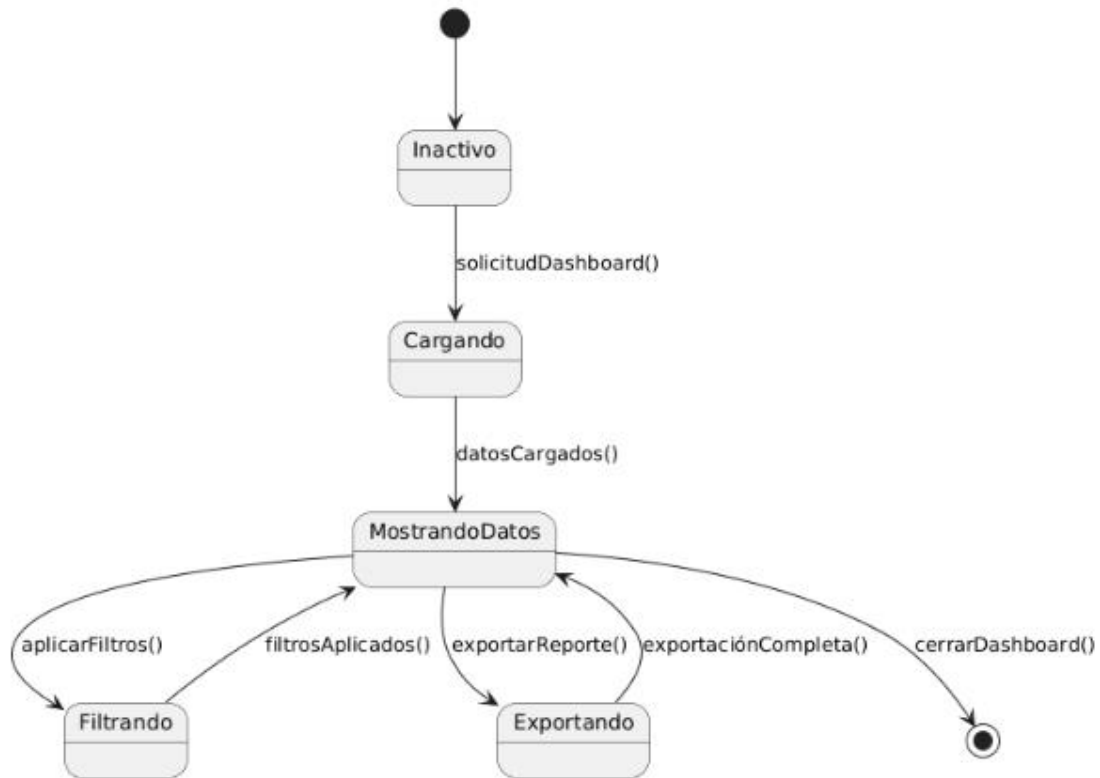 Inactivo
solicitudDashboard()
Cargando
datosCargados()
MostrandoDatos
aplicarFiltros()
filtrosAplicados()
exportarReporte()
exportaciónCompleta()
cerrarDashboard()
Filtrando
Exportando